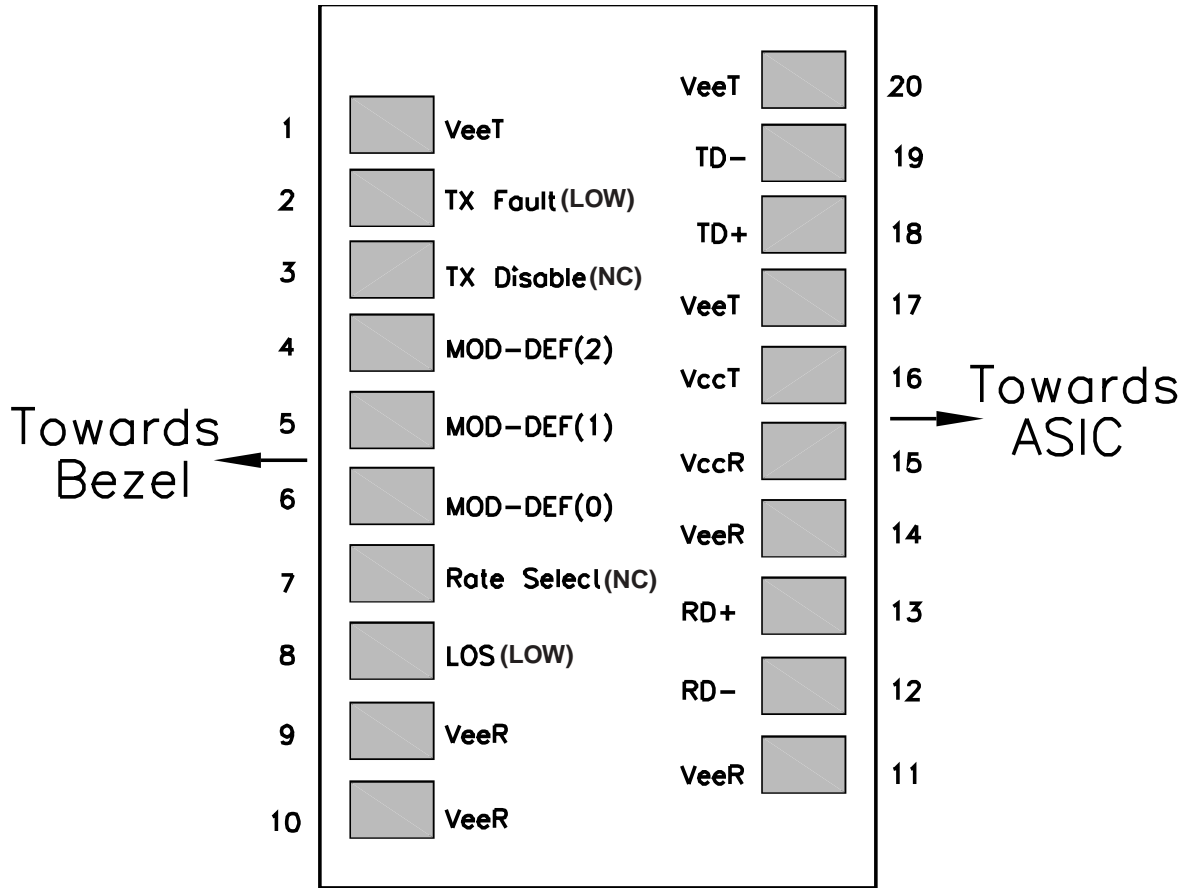 Towards
Bezel
1 VeeT
2 TX Fault (LOW)
3 TX Disable (NC)
4 MOD-DEF(2)
5 MOD-DEF(1)
6 MOD-DEF(0)
7 Rate Selecl (NC)
8 LOS (LOW)
9 VeeR
10 VeeR
VeeT 20
TD- 19
TD+ 18
VeeT 17
VccT 16
VccR 15
VeeR 14
RD+ 13
RD- 12
VeeR 11
Towards
ASIC